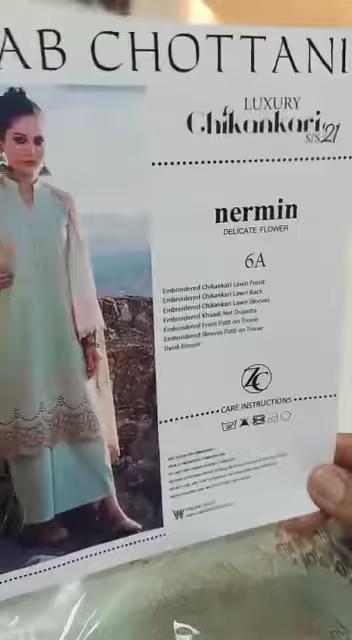 AB CHOTTANI
LUXURY
Chikankari
S/S'21
nermin
DELICATE FLOWER
6A
Embroidered Chikankari Lawn Front
Embroidered Chikankari Lawn Back
Embroidered Chikankari Lawn Sleeves
Embroidered Khaadi Net Dupatta
Embroidered Front Patti on Tissue
Embroidered Sleeves Patti on Tissue
Dyed Trouser
ZC
CARE INSTRUCTIONS